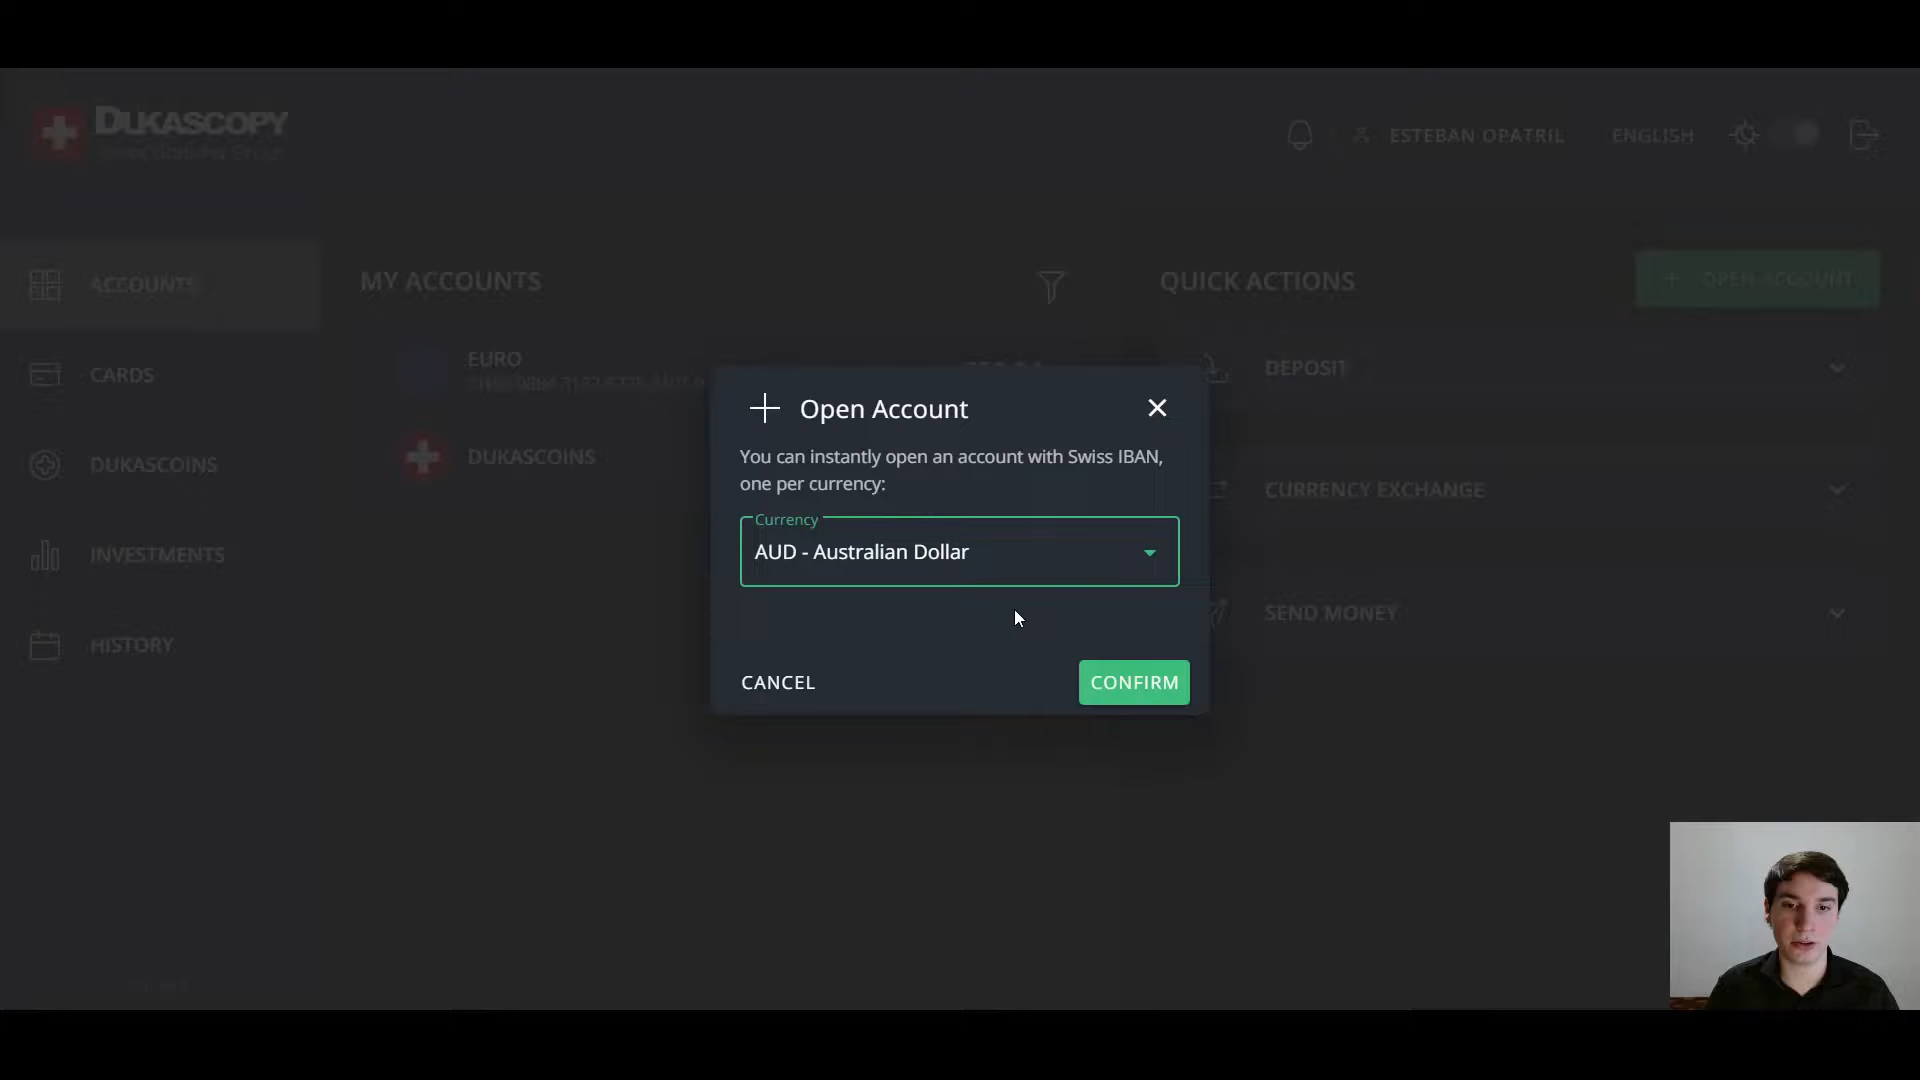 DUKASCOPY
ESTEBAN OPATRIL
ENGLISH
ACCOUNTS
CARDS
DUKASCOINS
INVESTMENTS
HISTORY
MY ACCOUNTS
EURO
DUKASCOINS
QUICK ACTIONS
+ OPEN ACCOUNT
DEPOSIT
CURRENCY EXCHANGE
SEND MONEY
Open Account
You can instantly open an account with Swiss IBAN,
one per currency:
Currency
AUD - Australian Dollar
CANCEL
CONFIRM